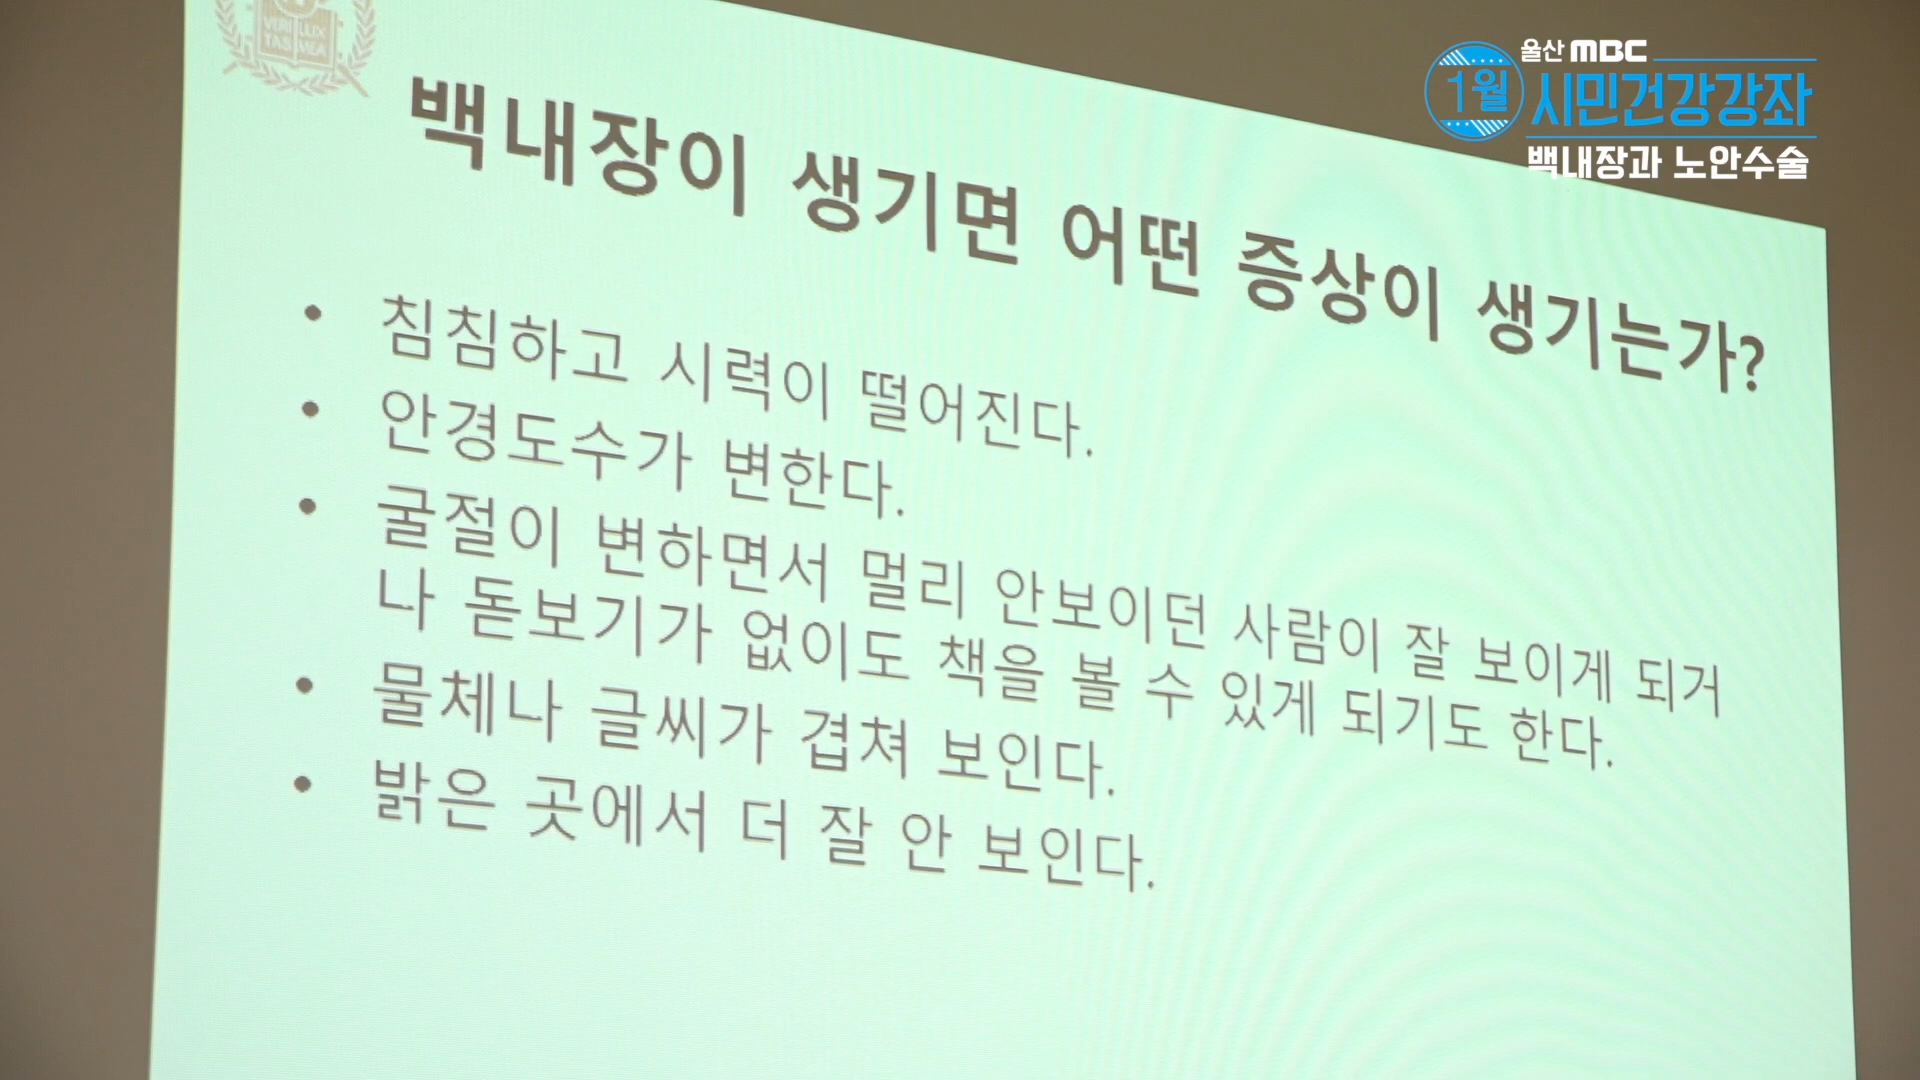 VERI LUX
TAS MEA
울산 MBC
1월 시민건강강좌
백내장과 노안수술
백내장이 생기면 어떤 증상이 생기는가?
• 침침하고 시력이 떨어진다.
• 안경도수가 변한다.
• 굴절이 변하면서 멀리 안보이던 사람이 잘 보이게 되거
나 돋보기가 없이도 책을 볼 수 있게 되기도 한다.
• 물체나 글씨가 겹쳐 보인다.
• 밝은 곳에서 더 잘 안 보인다.